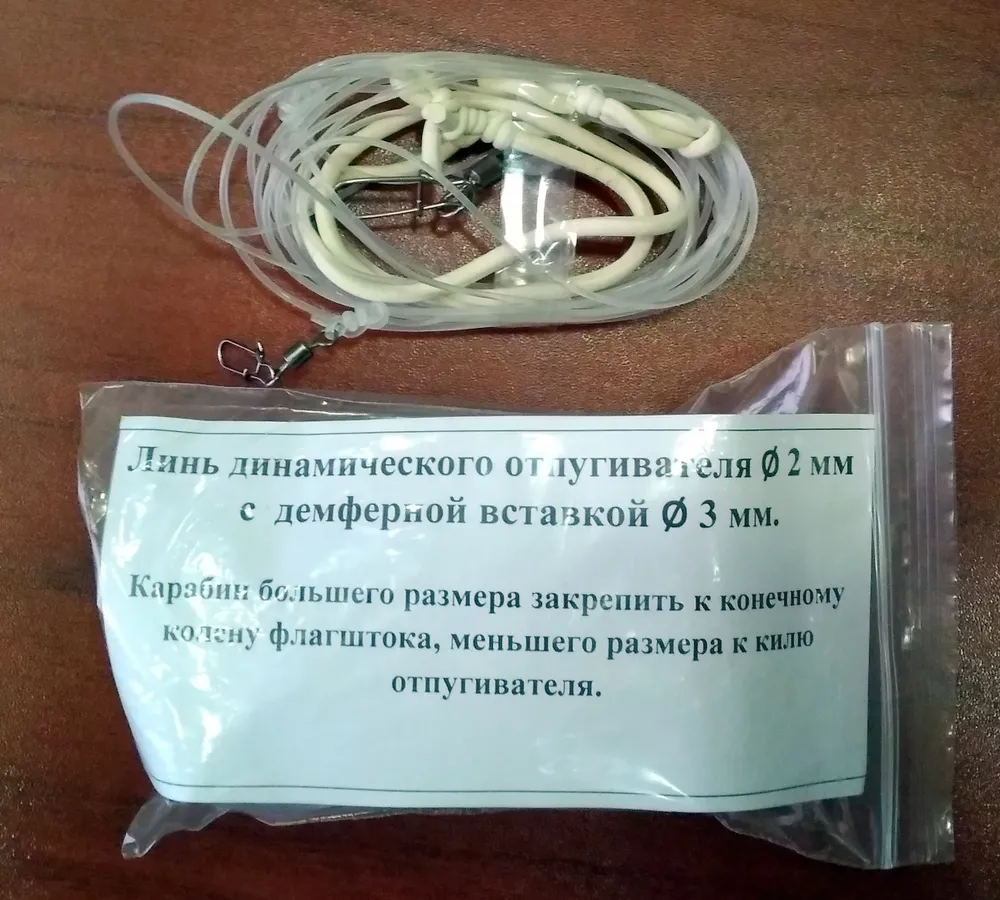 Линь динамического отпугивателя Ø 2 мм
с демферной вставкой Ø 3 мм.
Карабин большего размера закрепить к конечному
колену флагштока, меньшего размера к килю
отпугивателя.